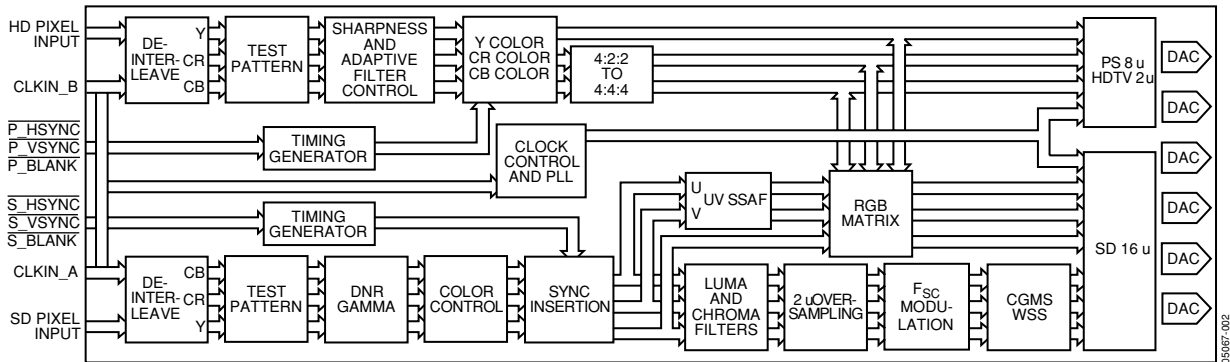 HD PIXEL
INPUT
CLKIN_B
P_HSYNC
P_VSYNC
P_BLANK
S_HSYNC
S_VSYNC
S_BLANK
CLKIN_A
SD PIXEL
INPUT
DE-
INTER-
LEAVE
Y
CR
CB
TEST
PATTERN
SHARPNESS
AND
ADAPTIVE
FILTER
CONTROL
Y COLOR
CR COLOR
CB COLOR
4:2:2
TO
4:4:4
PS 8 u
HDTV 2 u
DAC
DAC
DAC
DAC
DAC
DAC
TIMING
GENERATOR
CLOCK
CONTROL
AND PLL
TIMING
GENERATOR
U
V
UV SSAF
RGB
MATRIX
SD 16 u
DE-
INTER-
LEAVE
CB
CR
Y
TEST
PATTERN
DNR
GAMMA
COLOR
CONTROL
SYNC
INSERTION
LUMA
AND
CHROMA
FILTERS
2 u OVER-
SAMPLING
FSC
MODU-
LATION
CGMS
WSS
05067-002